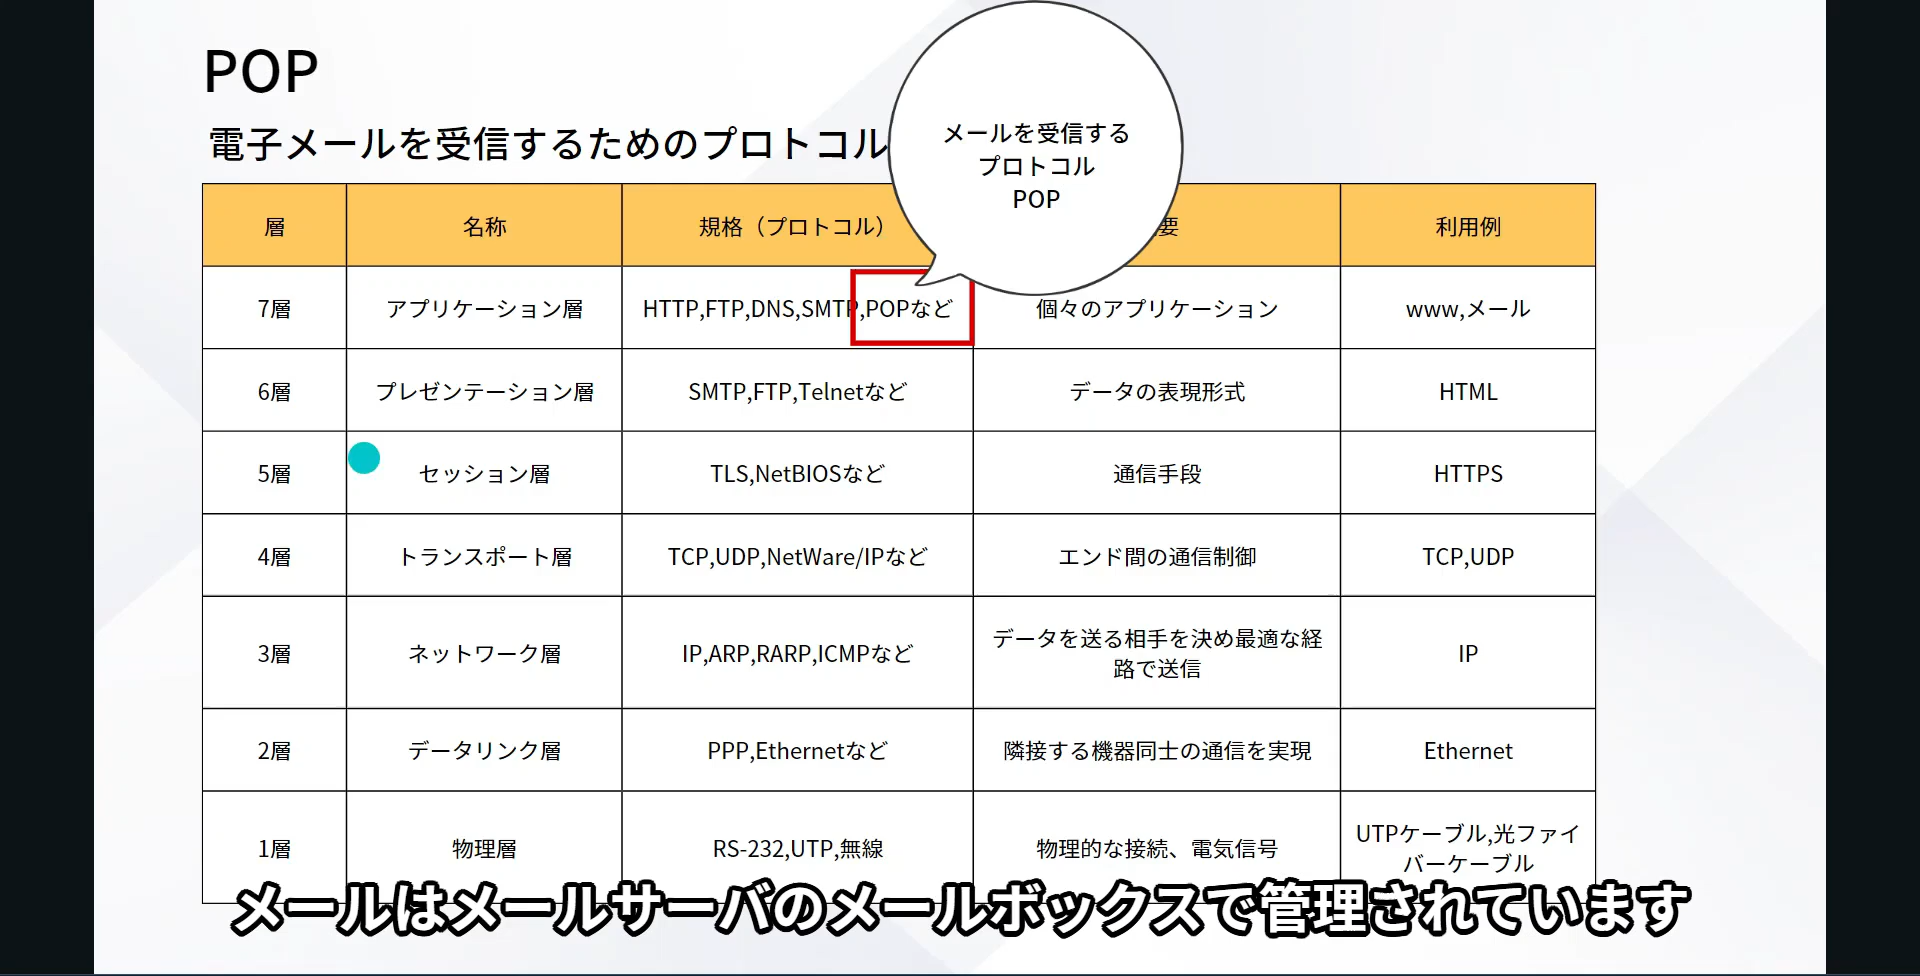 POP
電子メールを受信するためのプロトコル
メールを受信する
プロトコル
POP
層 名称 規格（プロトコル） 要 利用例
7層 アプリケーション層 HTTP,FTP,DNS,SMTP,POPなど 個々のアプリケーション www,メール
6層 プレゼンテーション層 SMTP,FTP,Telnetなど データの表現形式 HTML
5層 セッション層 TLS,NetBIOSなど 通信手段 HTTPS
4層 トランスポート層 TCP,UDP,NetWare/IPなど エンド間の通信制御 TCP,UDP
3層 ネットワーク層 IP,ARP,RARP,ICMPなど データを送る相手を決め最適な経
路で送信 IP
2層 データリンク層 PPP,Ethernetなど 隣接する機器同士の通信を実現 Ethernet
1層 物理層 RS-232,UTP,無線 物理的な接続、電気信号 UTPケーブル,光ファイ
バーケーブル
メールはメールサーバのメールボックスで管理されています